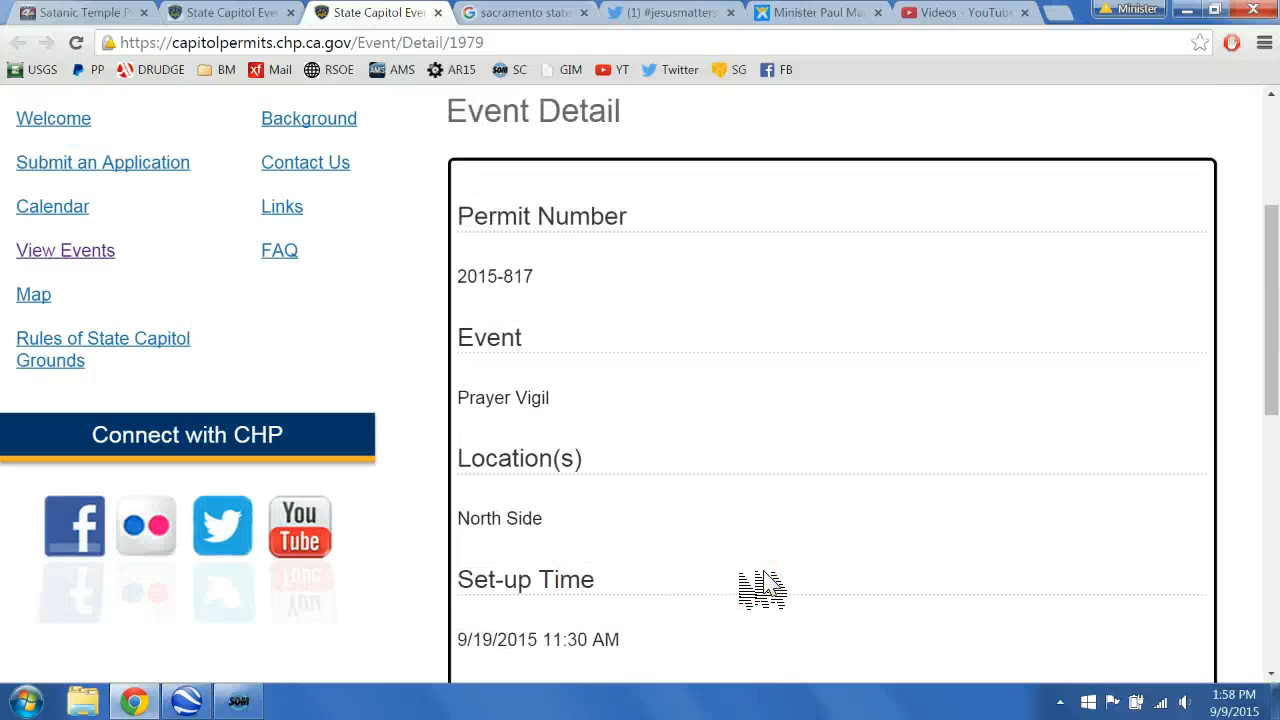 Satanic Temple P
State Capitol Eve
State Capitol Eve
sacramento state
(1) #jesusmatters
Minister Paul Ma
Videos - YouTube
Minister
https://capitolpermits.chp.ca.gov/Event/Detail/1979
USGS
PP
DRUDGE
BM
Mail
RSOE
AMS
AR15
SC
GIM
YT
Twitter
SG
FB
Welcome
Background
Submit an Application
Contact Us
Calendar
Links
View Events
FAQ
Map
Rules of State Capitol
Grounds
Connect with CHP
You
Tube
Event Detail
Permit Number
2015-817
Event
Prayer Vigil
Location(s)
North Side
Set-up Time
9/19/2015 11:30 AM
SOM
1:58 PM
9/9/2015